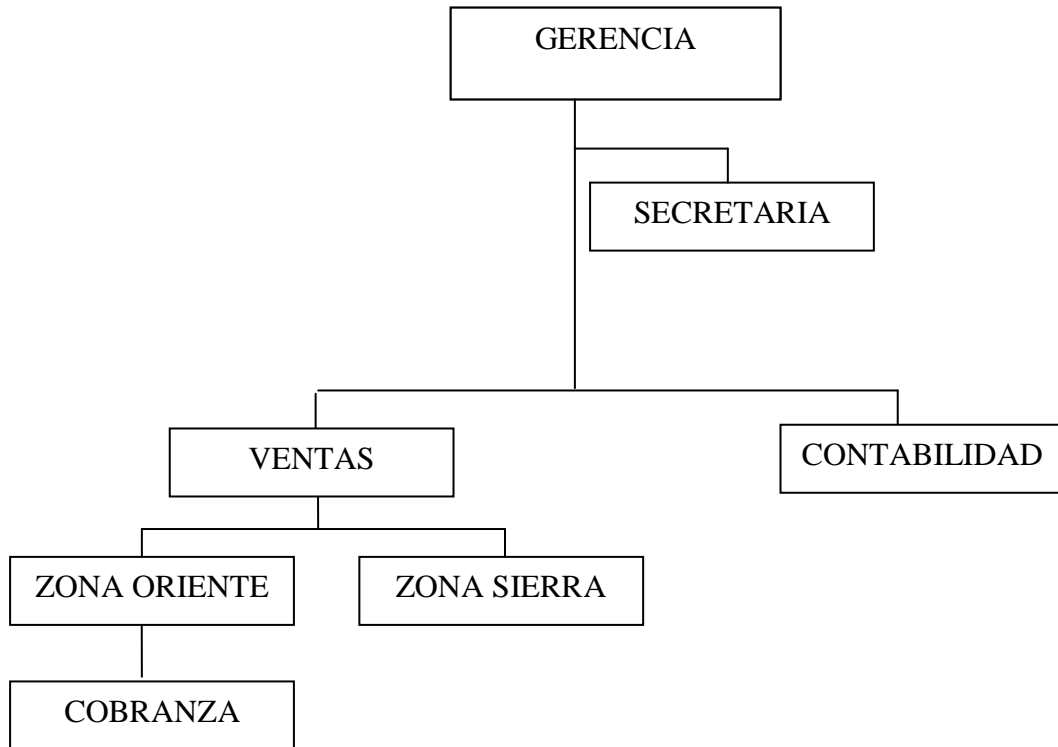 GERENCIA
SECRETARIA
VENTAS
CONTABILIDAD
ZONA ORIENTE
ZONA SIERRA
COBRANZA